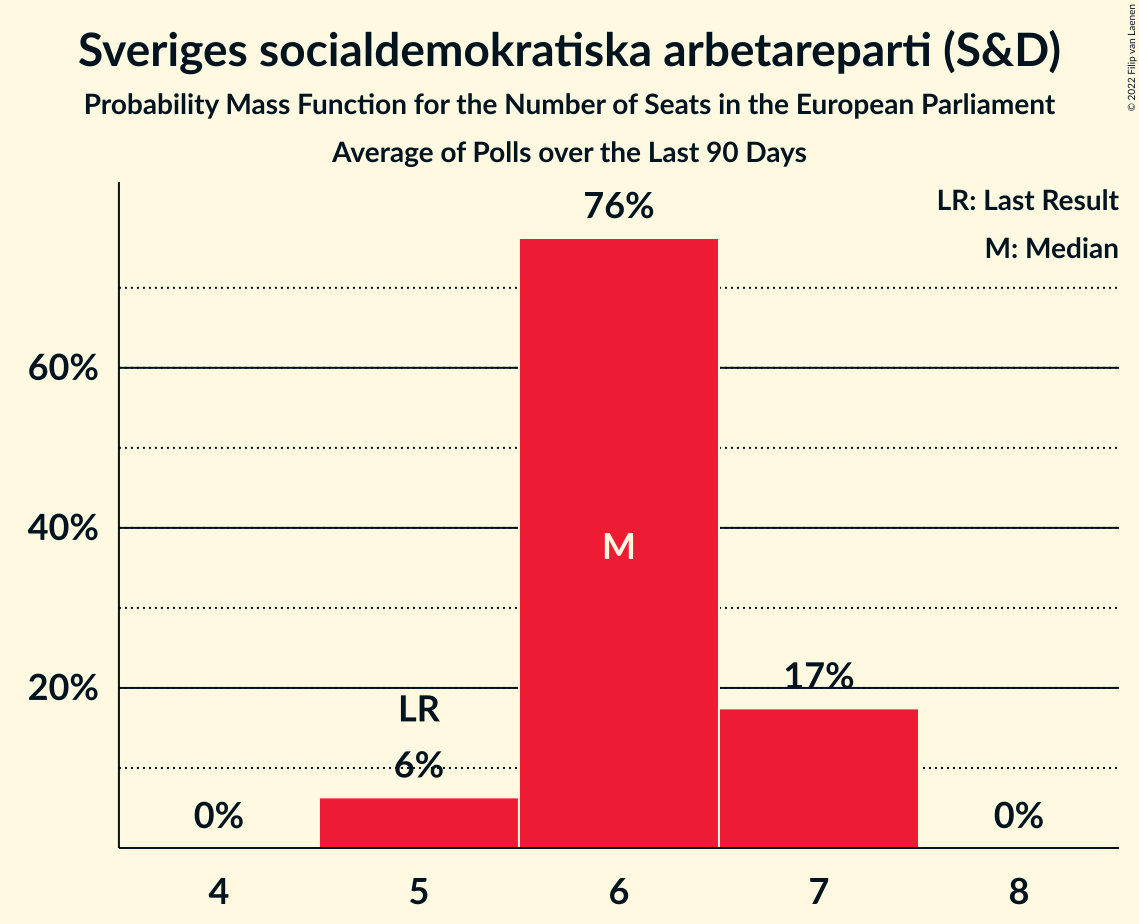 Sveriges socialdemokratiska arbetareparti (S&D)
Probability Mass Function for the Number of Seats in the European Parliament
Average of Polls over the Last 90 Days
© 2022 Filip van Laenen
LR: Last Result
M: Median
76%
60%
40%
M
20%
17%
LR
6%
0%
0%
4
5
6
7
8